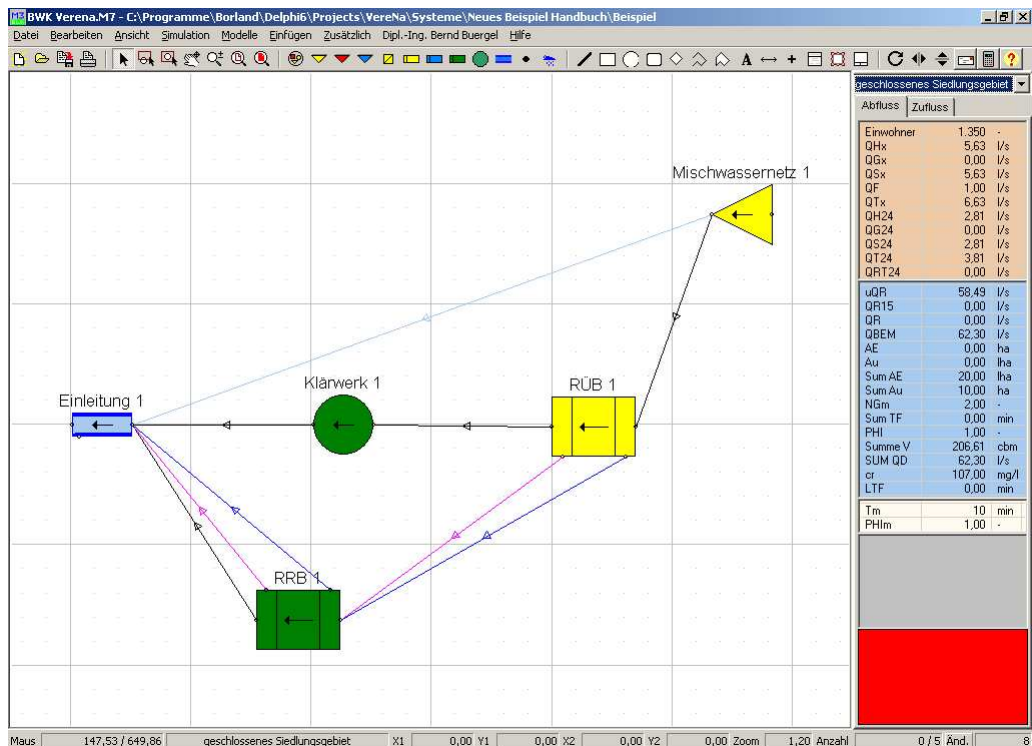 M3 BWK Verena.M7 - C:\Programme\Borland\Delphi6\Projects\VereNa\Systeme\Neues Beispiel Handbuch\Beispiel
Datei Bearbeiten Ansicht Simulation Modelle Einfügen Zusätzlich Dipl.-Ing. Bernd Buergel Hilfe
A
geschlossenes Siedlungsgebiet
Abfluss Zufluss
Einwohner 1.350 -
QHx 5,63 l/s
QGx 0,00 l/s
QSx 5,63 l/s
QF 1,00 l/s
QTx 6,63 l/s
QH24 2,81 l/s
QG24 0,00 l/s
QS24 2,81 l/s
QT24 3,81 l/s
QRT24 0,00 l/s
uQR 58,49 l/s
QR15 0,00 l/s
QR 0,00 l/s
QBEM 62,30 l/s
AE 0,00 ha
Au 0,00 lha
Sum AE 20,00 lha
Sum Au 10,00 ha
NGm 2,00 -
Sum TF 0,00 min
PHI 1,00 -
Summe V 206,61 cbm
SUM QD 62,30 l/s
cr 107,00 mg/l
LTF 0,00 min
Tm 10 min
PHIm 1,00 -
Mischwassernetz 1
Klärwerk 1
RÜB 1
Einleitung 1
RRB 1
Maus 147,53 / 649,86 geschlossenes Siedlungsgebiet X1 0,00 Y1 0,00 X2 0,00 Y2 0,00 Zoom 1,20 Anzahl 0 / 5 Änd. 8